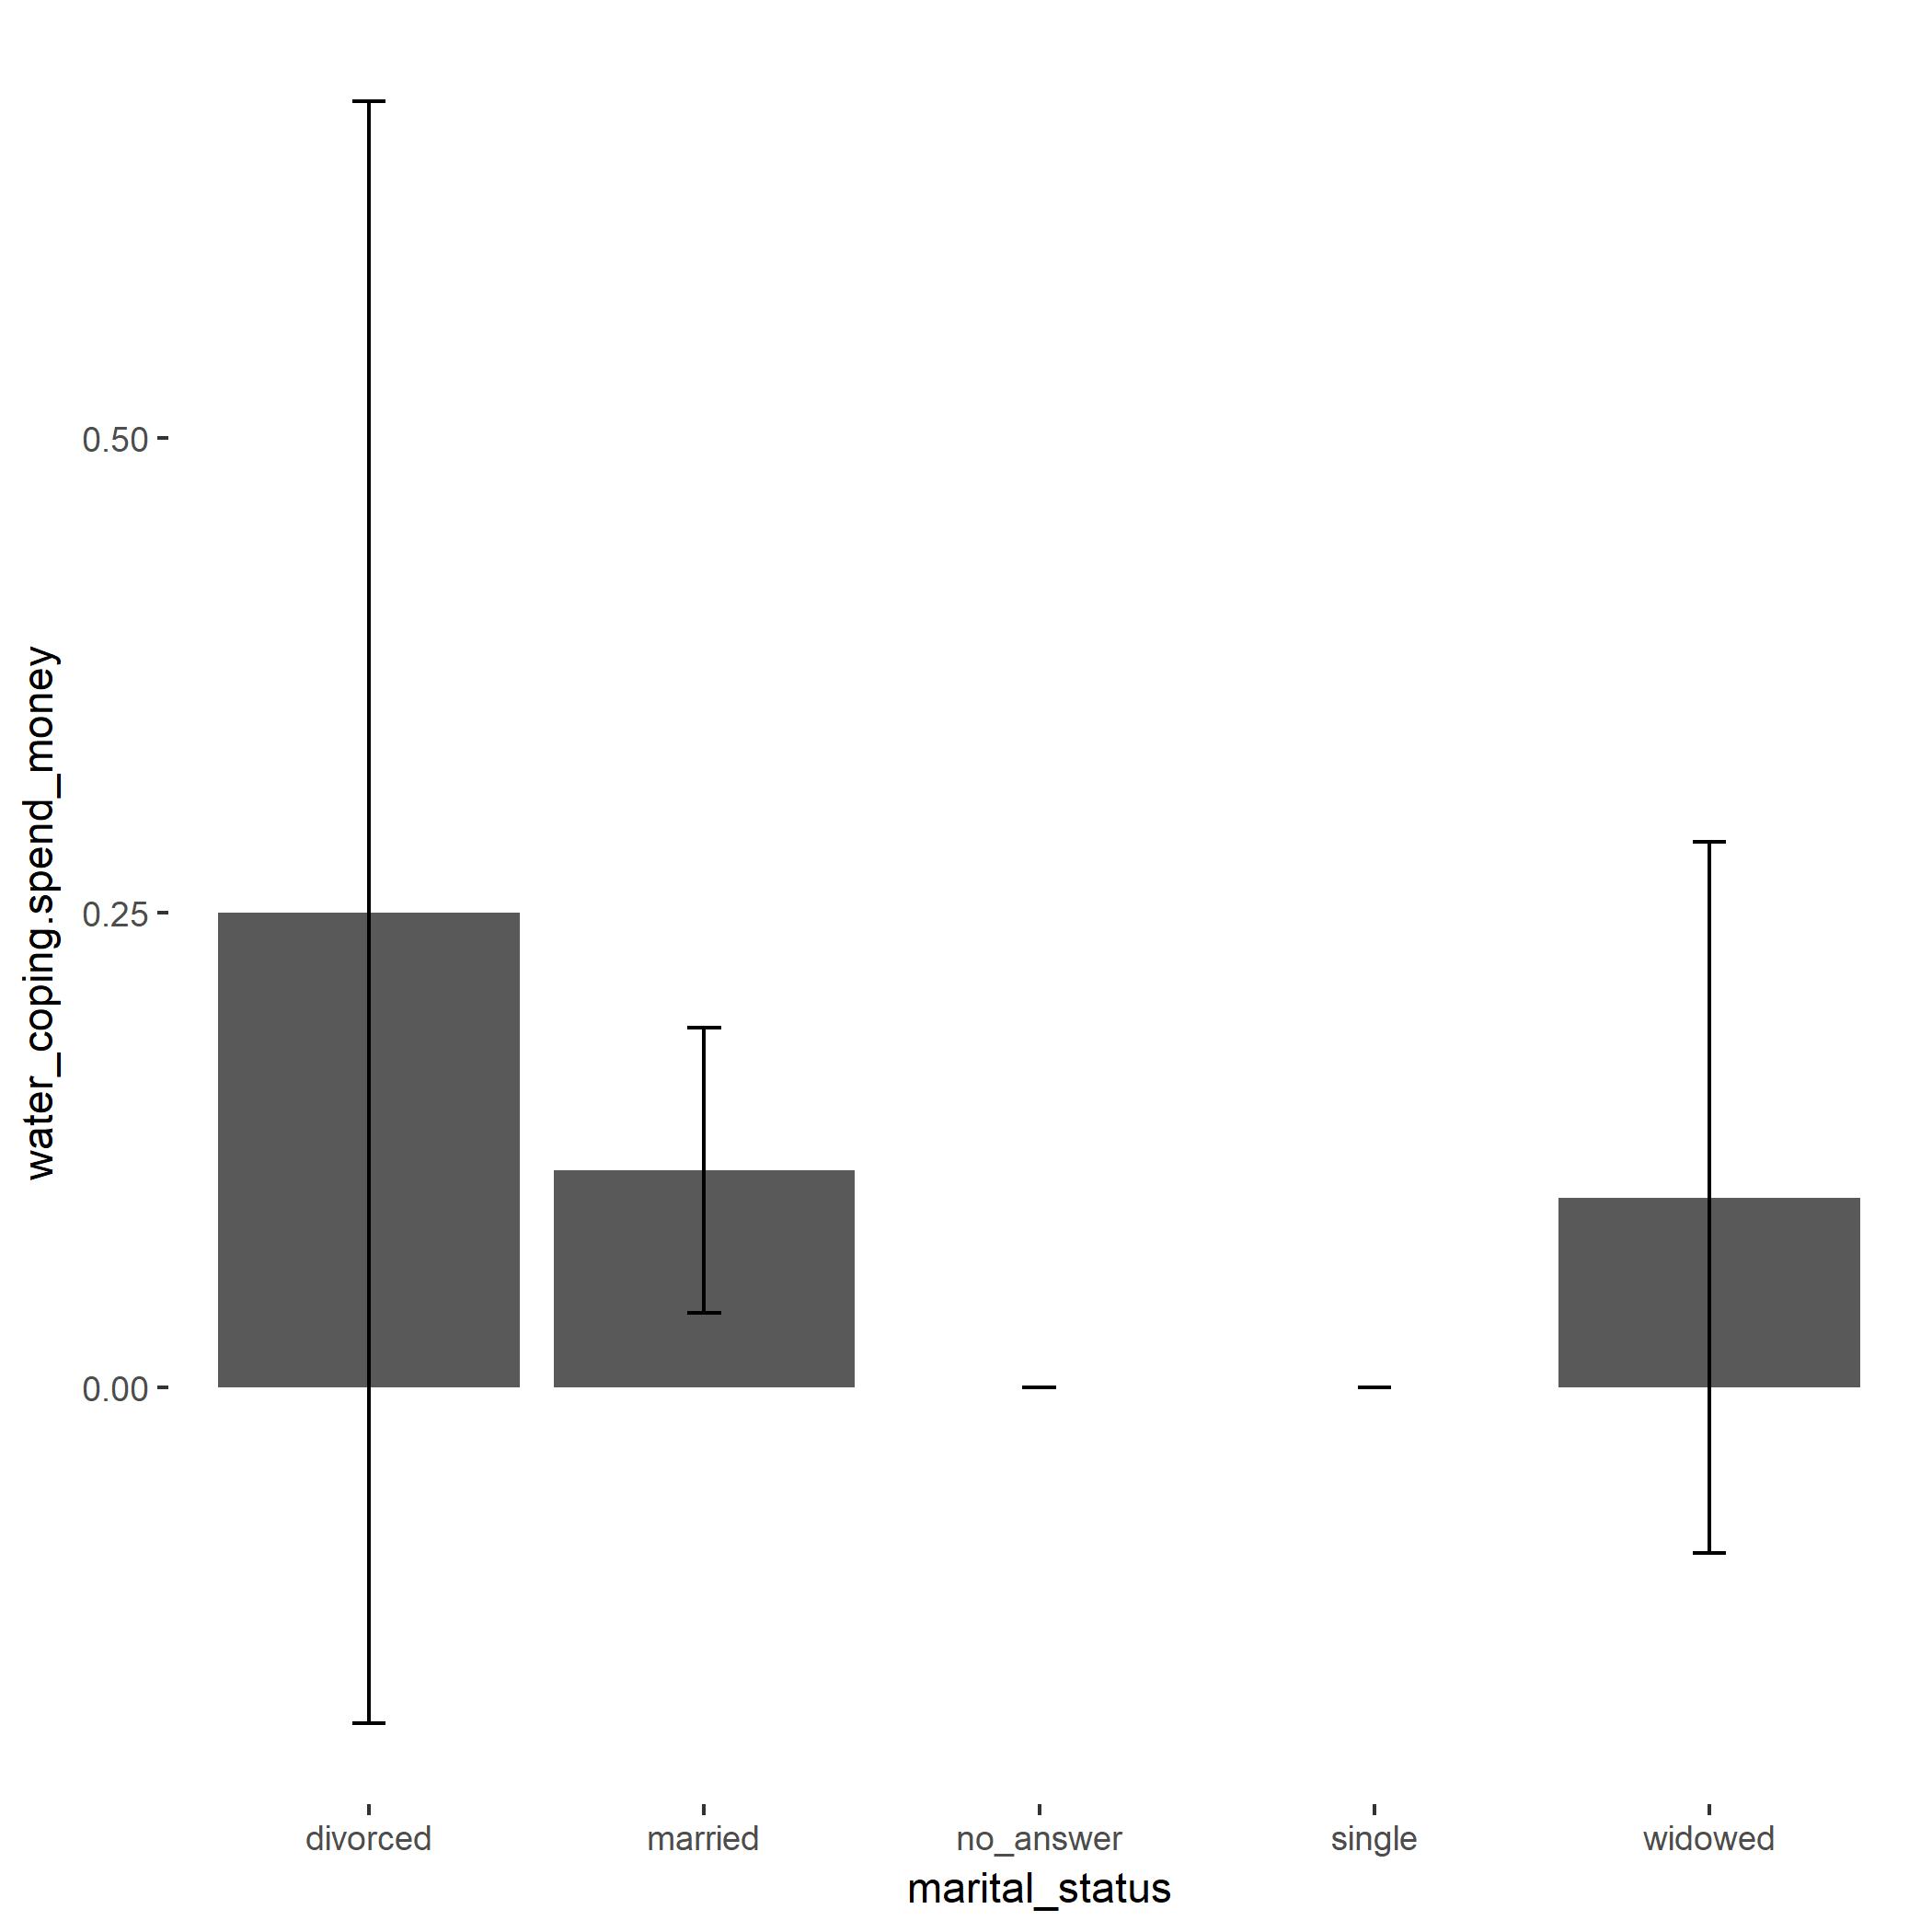 water_coping.spend_money
0.50
0.25
0.00
divorced married no_answer single widowed
marital_status